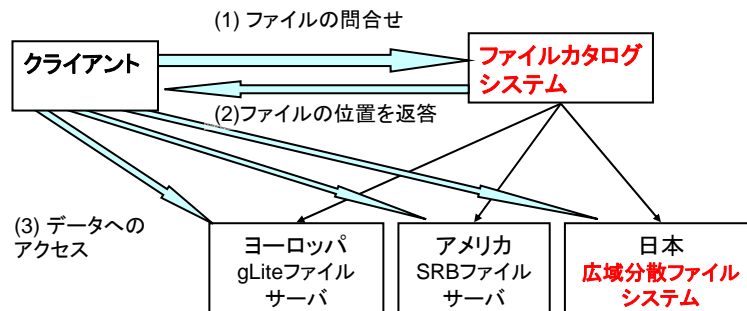 (1) ファイルの問合せ
クライアント
ファイルカタログ
システム
(2)ファイルの位置を返答
(3) データへの
アクセス
ヨーロッパ
gLiteファイル
サーバ
アメリカ
SRBファイル
サーバ
日本
広域分散ファイル
システム